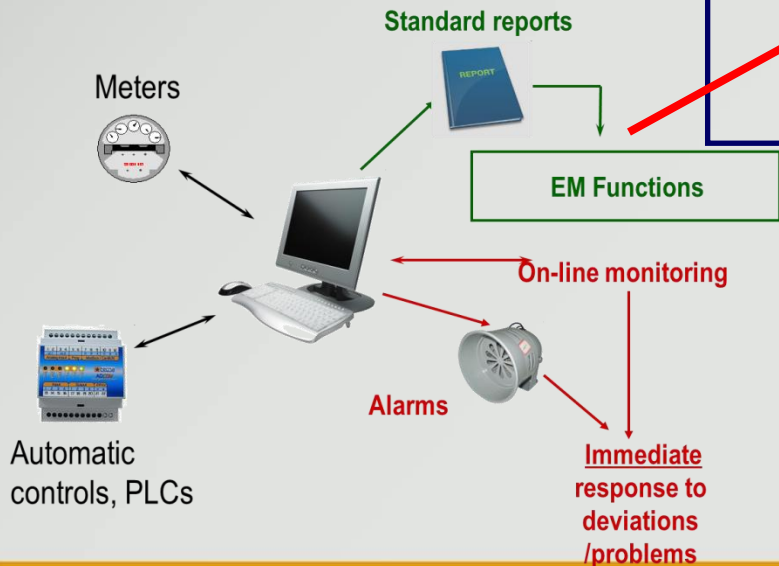 Standard reports
REPORT
Meters
EM Functions
On-line monitoring
Alarms
Automatic
controls, PLCs
Immediate
response to
deviations
/problems